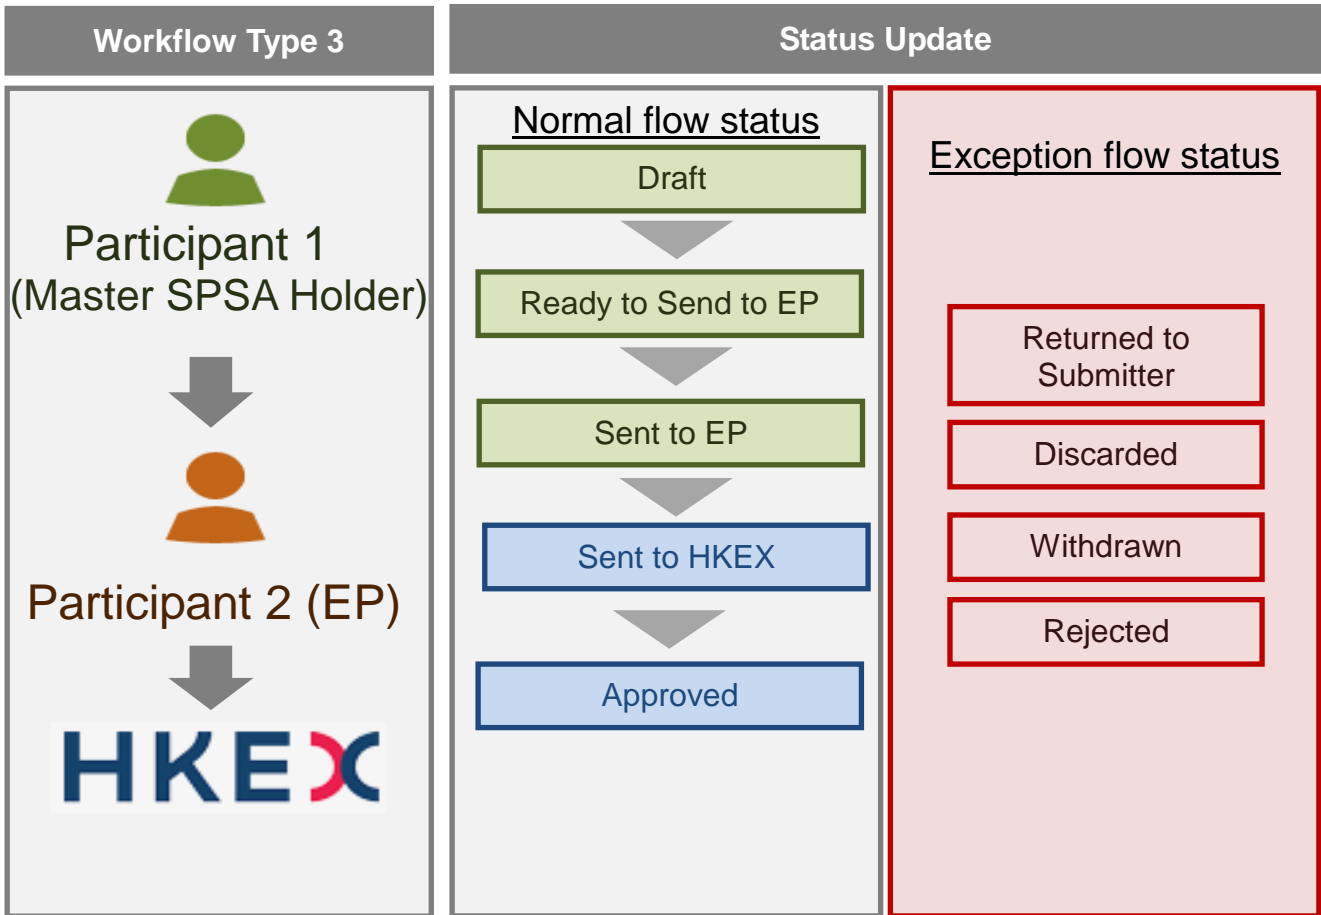 Workflow Type 3
Status Update
Participant 1
(Master SPSA Holder)
Participant 2 (EP)
HKEX
Normal flow status
Draft
Ready to Send to EP
Sent to EP
Sent to HKEX
Approved
Exception flow status
Returned to
Submitter
Discarded
Withdrawn
Rejected